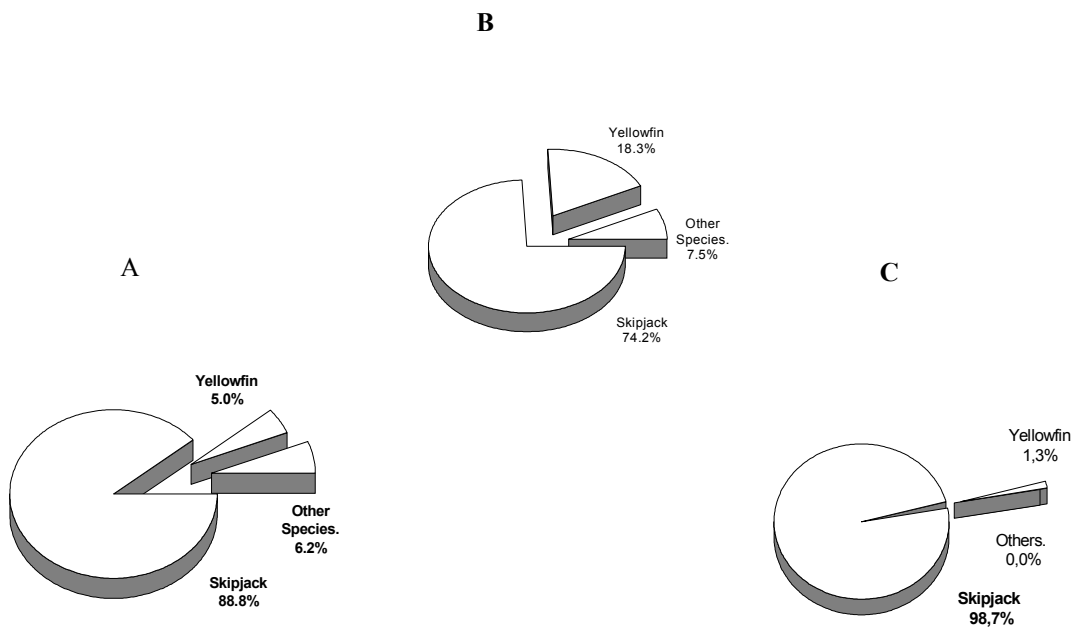 B
Yellowfin
18.3%
Other
Species.
7.5%
Skipjack
74.2%
A
Yellowfin
5.0%
Other
Species.
6.2%
Skipjack
88.8%
C
Yellowfin
1,3%
Others.
0,0%
Skipjack
98,7%